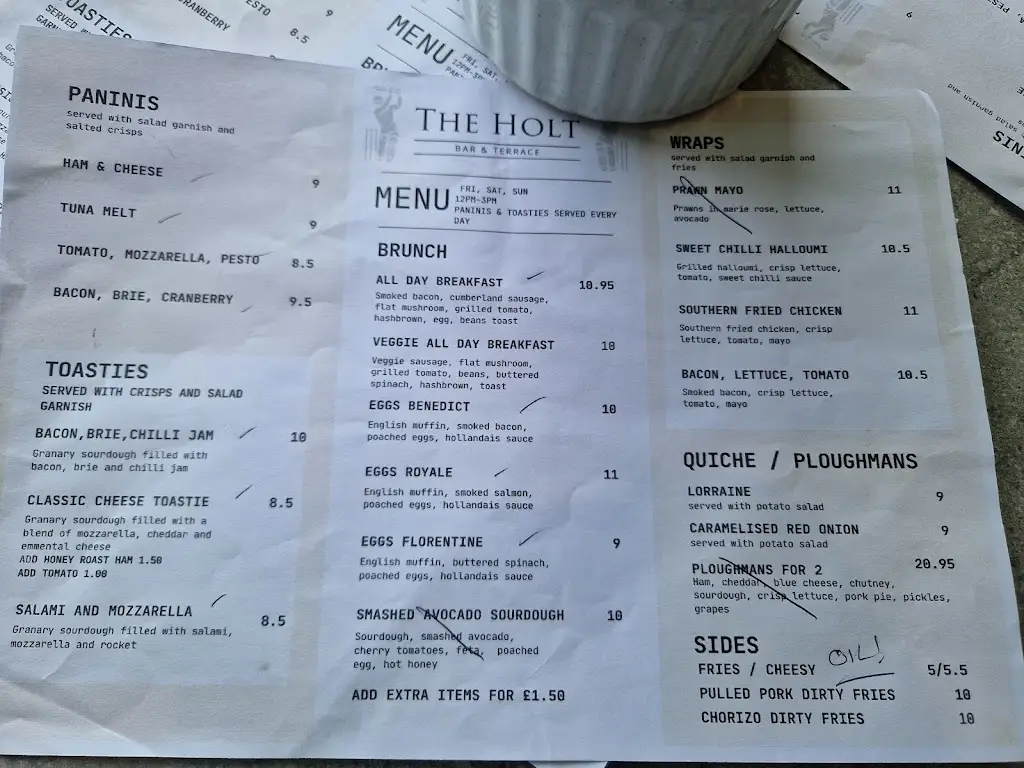 PANINIS
served with salad garnish and
salted crisps
HAM & CHEESE 9
TUNA MELT 9
TOMATO, MOZZARELLA, PESTO 8.5
BACON, BRIE, CRANBERRY 9.5
TOASTIES
SERVED WITH CRISPS AND SALAD
GARNISH
BACON,BRIE,CHILLI JAM 10
Granary sourdough filled with
bacon, brie and chilli jam
CLASSIC CHEESE TOASTIE 8.5
Granary sourdough filled with a
blend of mozzarella, cheddar and
emmental cheese
ADD HONEY ROAST HAM 1.50
ADD TOMATO 1.00
SALAMI AND MOZZARELLA 8.5
Granary sourdough filled with salami,
mozzarella and rocket
THE HOLT
BAR & TERRACE
MENU
FRI, SAT, SUN
12PM-3PM
PANINIS & TOASTIES SERVED EVERY
DAY
BRUNCH
ALL DAY BREAKFAST 10.95
Smoked bacon, cumberland sausage,
flat mushroom, grilled tomato,
hashbrown, egg, beans toast
VEGGIE ALL DAY BREAKFAST 10
Veggie sausage, flat mushroom,
grilled tomato, beans, buttered
spinach, hashbrown, toast
EGGS BENEDICT 10
English muffin, smoked bacon,
poached eggs, hollandais sauce
EGGS ROYALE 11
English muffin, smoked salmon,
poached eggs, hollandais sauce
EGGS FLORENTINE 9
English muffin, buttered spinach,
poached eggs, hollandais sauce
SMASHED AVOCADO SOURDOUGH 10
Sourdough, smashed avocado,
cherry tomatoes, feta, poached
egg, hot honey
ADD EXTRA ITEMS FOR £1.50
WRAPS
served with salad garnish and
fries
PRAWN MAYO 11
Prawns in marie rose, lettuce,
avocado
SWEET CHILLI HALLOUMI 10.5
Grilled halloumi, crisp lettuce,
tomato, sweet chilli sauce
SOUTHERN FRIED CHICKEN 11
Southern fried chicken, crisp
lettuce, tomato, mayo
BACON, LETTUCE, TOMATO 10.5
Smoked bacon, crisp lettuce,
tomato, mayo
QUICHE / PLOUGHMANS
LORRAINE 9
served with potato salad
CARAMELISED RED ONION 9
served with potato salad
PLOUGHMANS FOR 2 20.95
Ham, cheddar, blue cheese, chutney,
sourdough, crisp lettuce, pork pie, pickles,
grapes
SIDES
OIL!
FRIES / CHEESY 5/5.5
PULLED PORK DIRTY FRIES 10
CHORIZO DIRTY FRIES 10
MENU
FRI, SAT,
12PM-3P
CRANBERRY 8.5
9